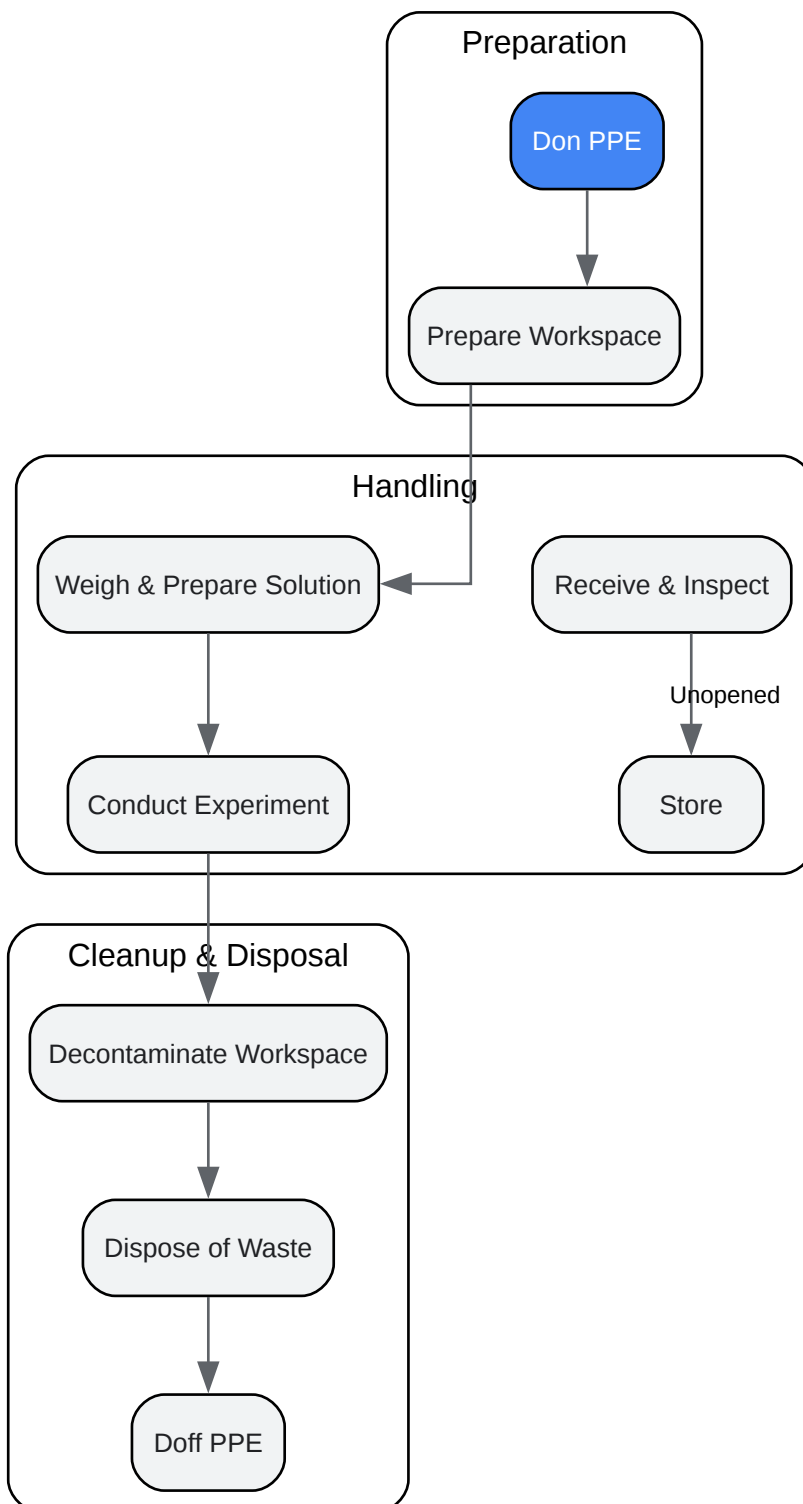 Preparation
Don PPE
Prepare Workspace
Handling
Weigh & Prepare Solution
Receive & Inspect
Unopened
Conduct Experiment
Store
Cleanup & Disposal
Decontaminate Workspace
Dispose of Waste
Doff PPE